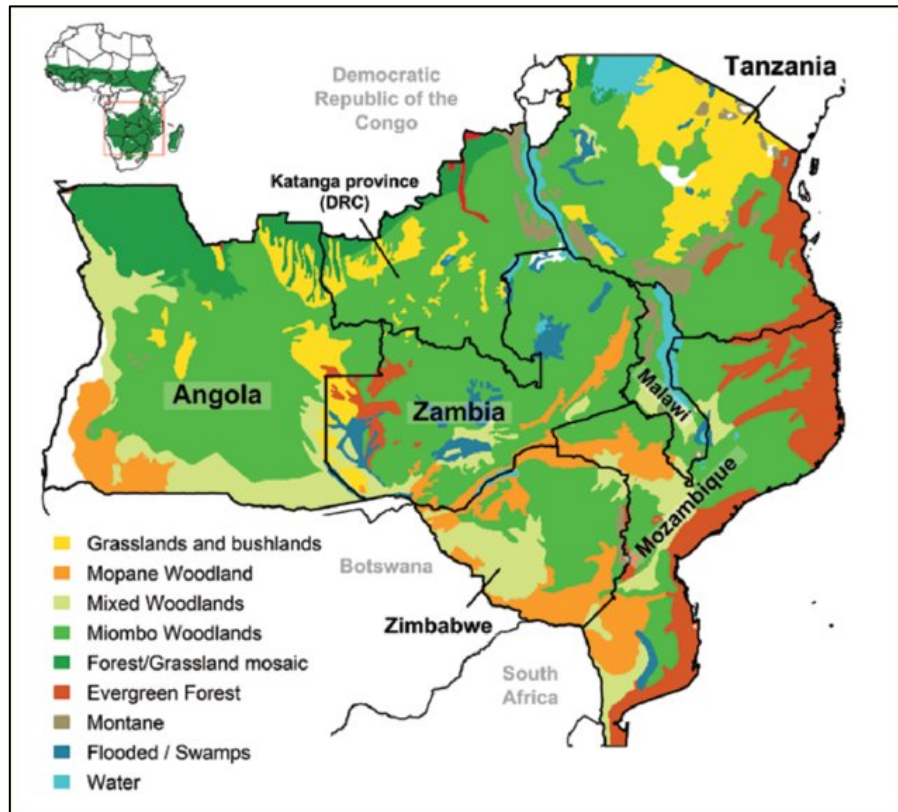 Democratic
Republic of the
Congo
Tanzania
Katanga province
(DRC)
Angola
Zambia
Malawi
Mozambique
Botswana
Zimbabwe
South
Africa
Grasslands and bushlands
Mopane Woodland
Mixed Woodlands
Miombo Woodlands
Forest/Grassland mosaic
Evergreen Forest
Montane
Flooded / Swamps
Water